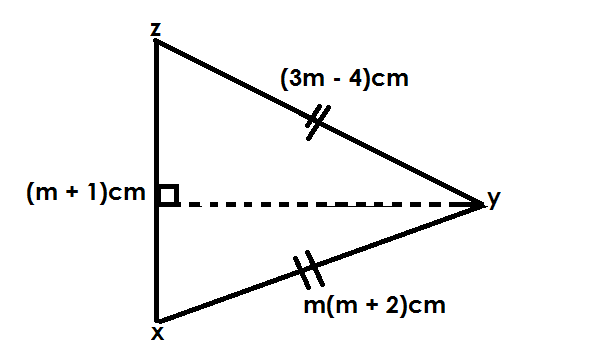 z
(3m - 4)cm
(m + 1)cm
y
m(m + 2)cm
x